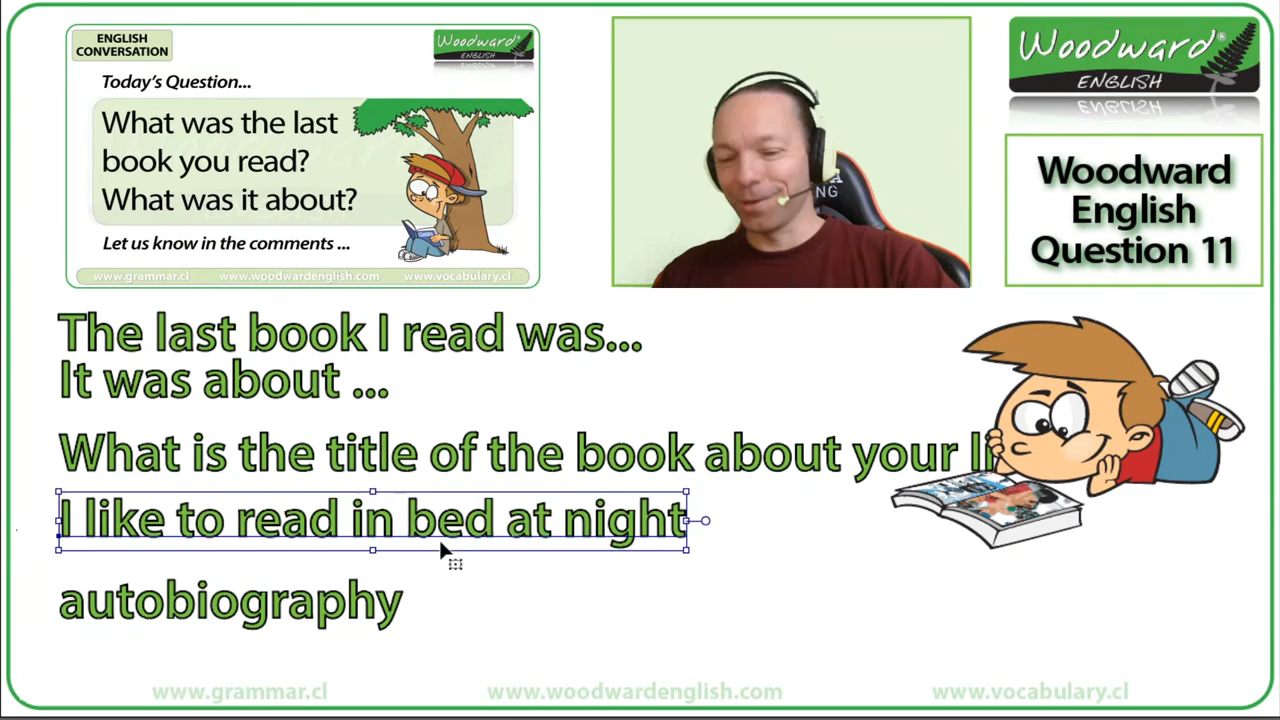 ENGLISH
CONVERSATION
Woodward®
ENGLISH
Today's Question...
What was the last
book you read?
What was it about?
Let us know in the comments ...
www.grammar.cl www.woodwardenglish.com www.vocabulary.cl
NG
Woodward®
ENGLISH
Woodward
English
Question 11
The last book I read was...
It was about ...
What is the title of the book about your
I like to read in bed at night
autobiography
www.grammar.cl www.woodwardenglish.com www.vocabulary.cl